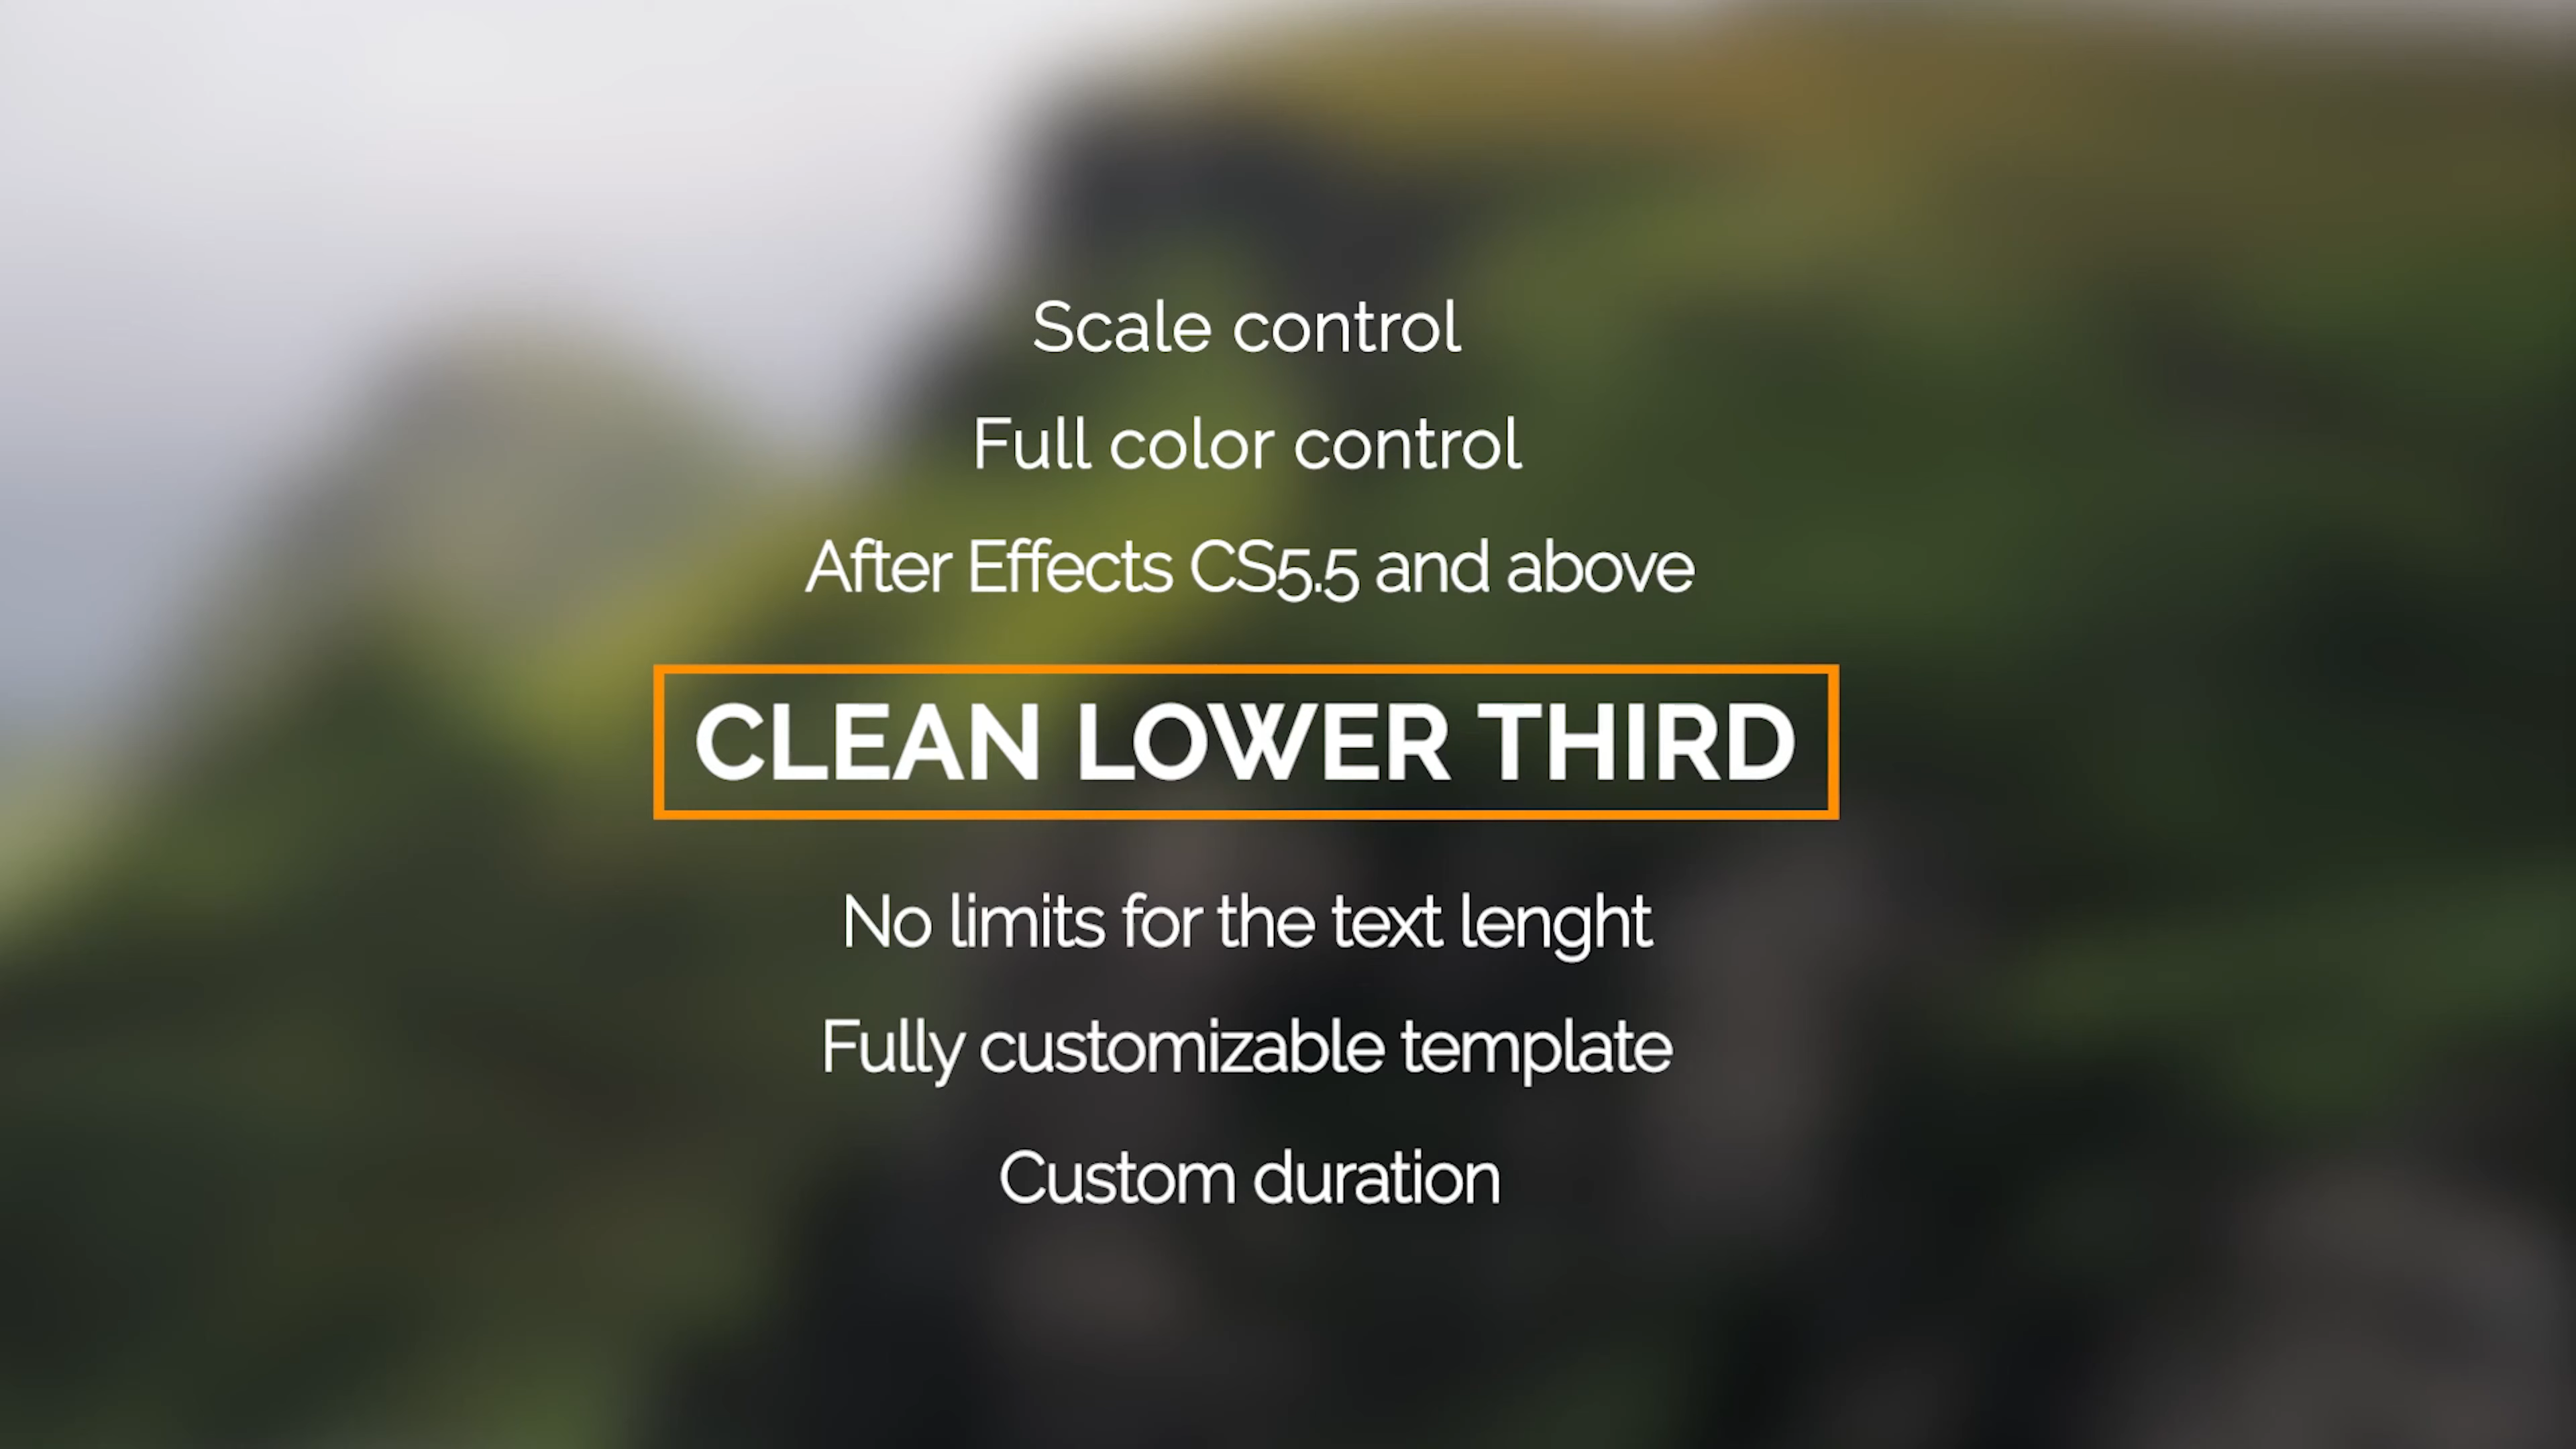 Scale control
Full color control
After Effects CS5.5 and above
CLEAN LOWER THIRD
No limits for the text lenght
Fully customizable template
Custom duration